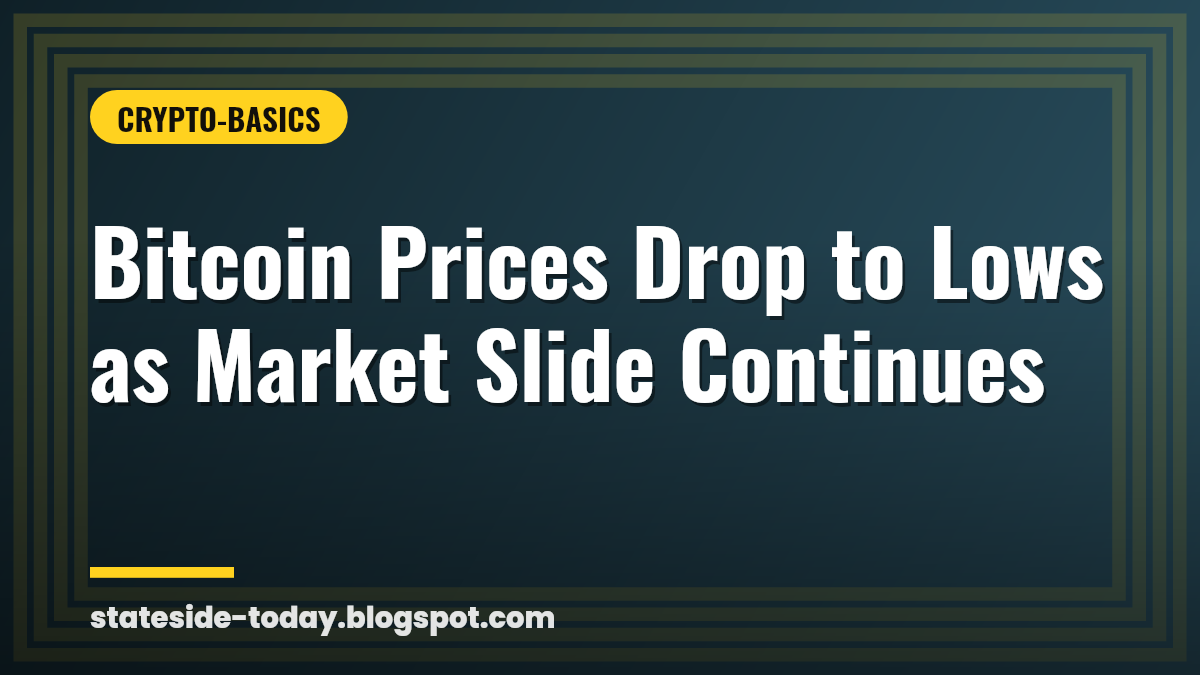 CRYPTO-BASICS
Bitcoin Prices Drop to Lows
as Market Slide Continues
stateside-today.blogspot.com